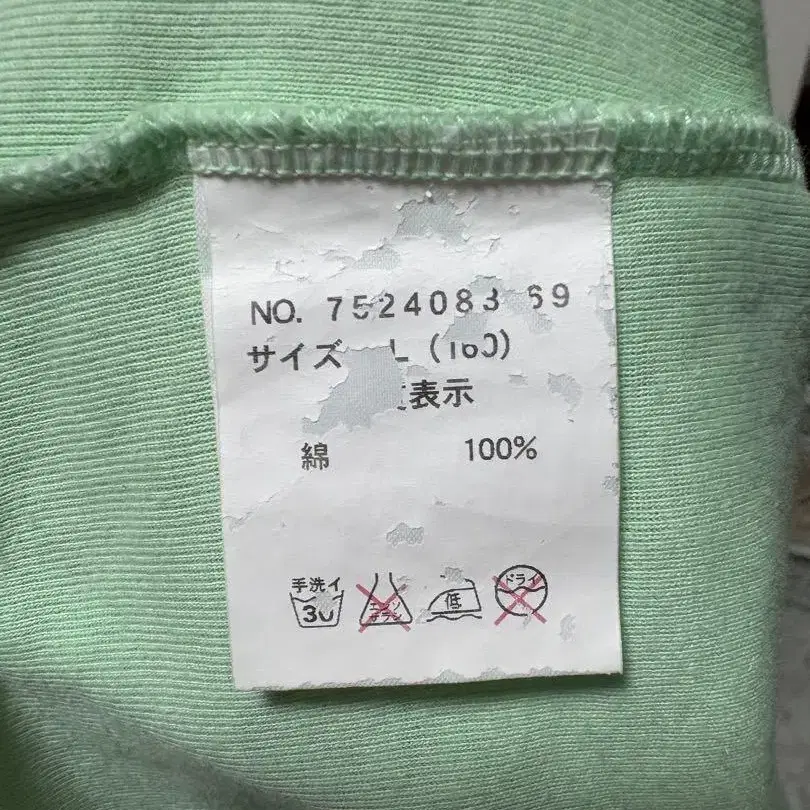 NO. 7524083 69
サイズ L (160)
表示
綿 100%
手洗イ
30
エンソ
サラシ
低
ドライ